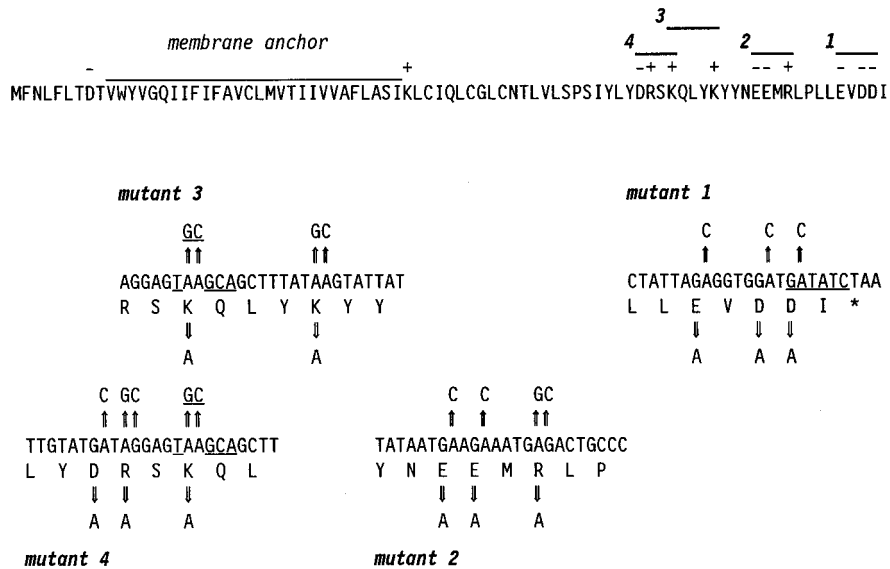 3
membrane anchor 4 2 1
- + -+ + + -- + - --
MFNLFLTDTVWYVGQIIFIFAVCLMVTIIVVAFLASIKLCIQLCGLCNTLVLSPSIYLYDRSKQLYKYYNEEMRLPLLEVDDI
mutant 3
GC GC
AGGAGTAAGCAGCTTTATAAGTATTAT
R S K Q L Y K Y Y
A A
mutant 1
C C C
CTATTAGAGGTGGATGATATCTAA
L L E V D D I *
A A A
C GC GC
TTGTATGATAGGAGTAAGCAGCTT
L Y D R S K Q L
A A A
mutant 4
C C GC
TATAATGAAGAAATGAGACTGCCC
Y N E E M R L P
A A A
mutant 2